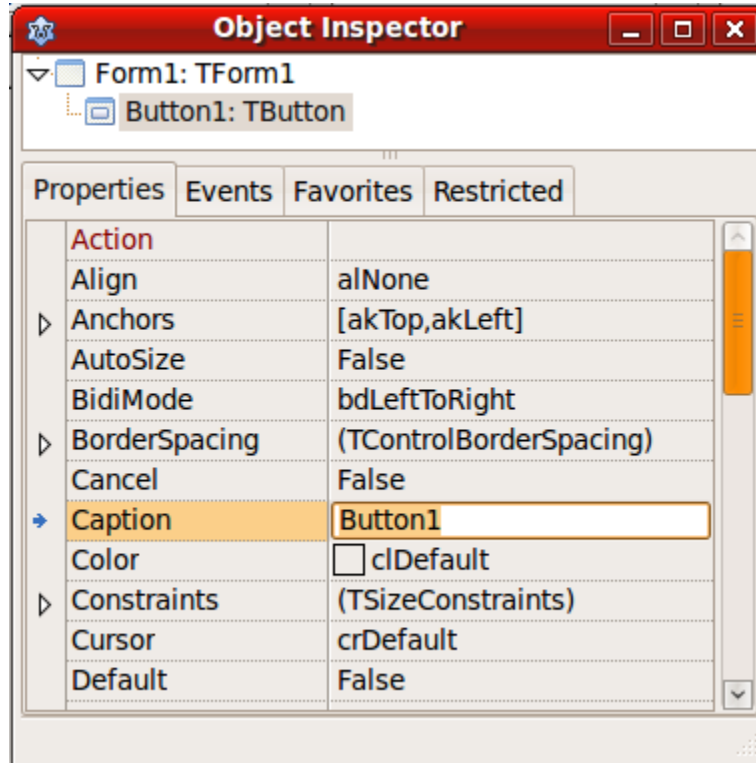 Object Inspector
Form1: TForm1
Button1: TButton
Properties Events Favorites Restricted
Action
Align alNone
Anchors [akTop,akLeft]
AutoSize False
BidiMode bdLeftToRight
BorderSpacing (TControlBorderSpacing)
Cancel False
Caption Button1
Color clDefault
Constraints (TSizeConstraints)
Cursor crDefault
Default False